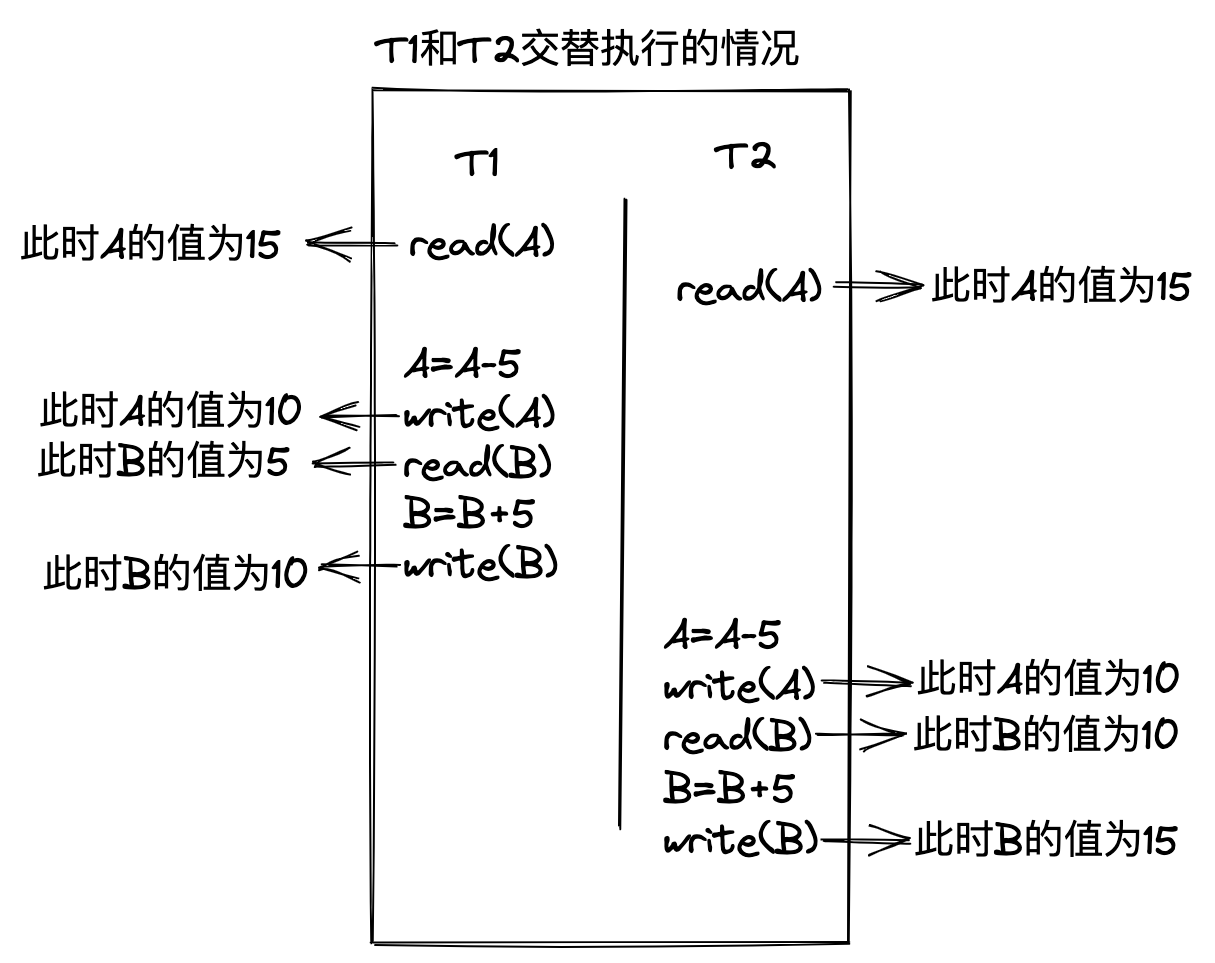 T1和T2交替执行的情况
T1
T2
此时A的值为15
read(A)
read(A)
此时A的值为15
A=A-5
此时A的值为10
write(A)
此时B的值为5
read(B)
B=B+5
此时B的值为10
write(B)
A=A-5
write(A)
此时A的值为10
read(B)
此时B的值为10
B=B+5
write(B)
此时B的值为15